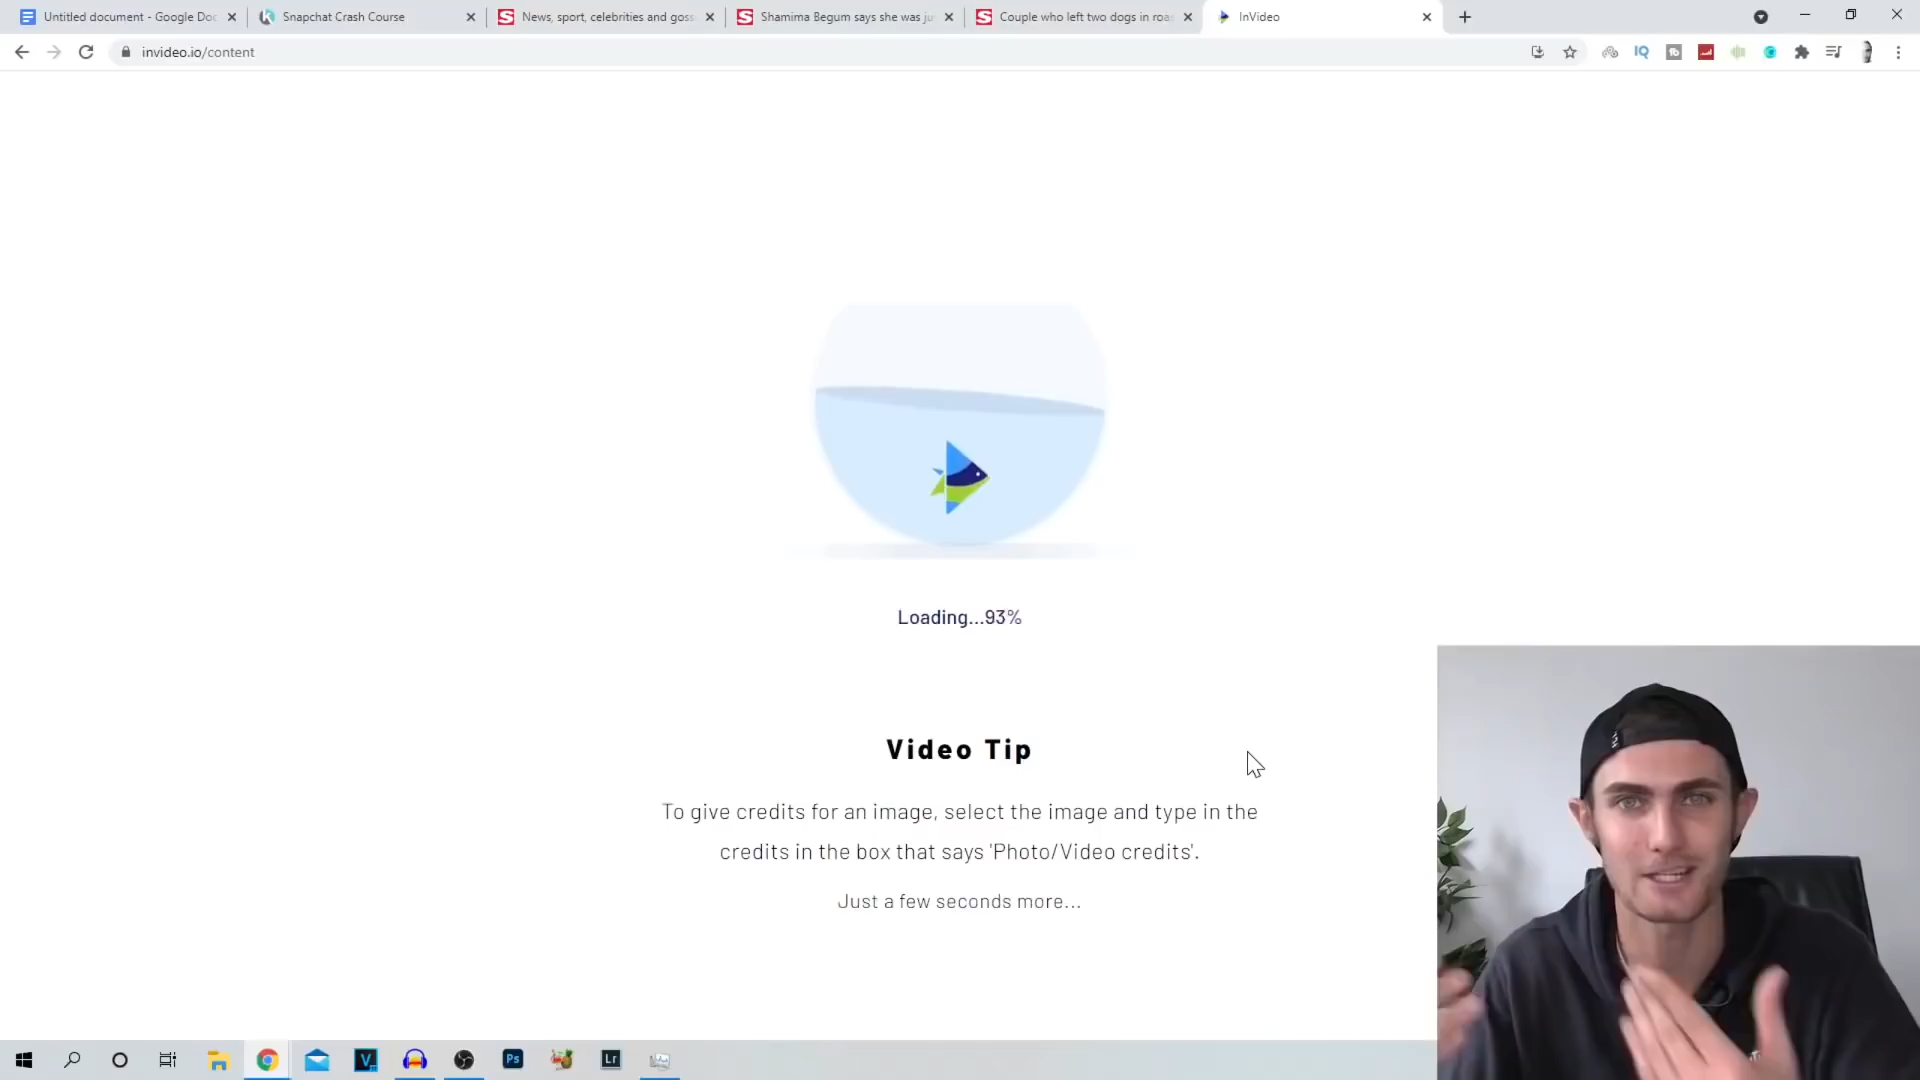 Untitled document - Google Doc
Snapchat Crash Course
News, sport, celebrities and goss
Shamima Begum says she was ju
Couple who left two dogs in roa
InVideo
invideo.io/content
IQ
Loading...93%
Video Tip
To give credits for an image, select the image and type in the
credits in the box that says 'Photo/Video credits'.
Just a few seconds more...
V
Ps
Lr